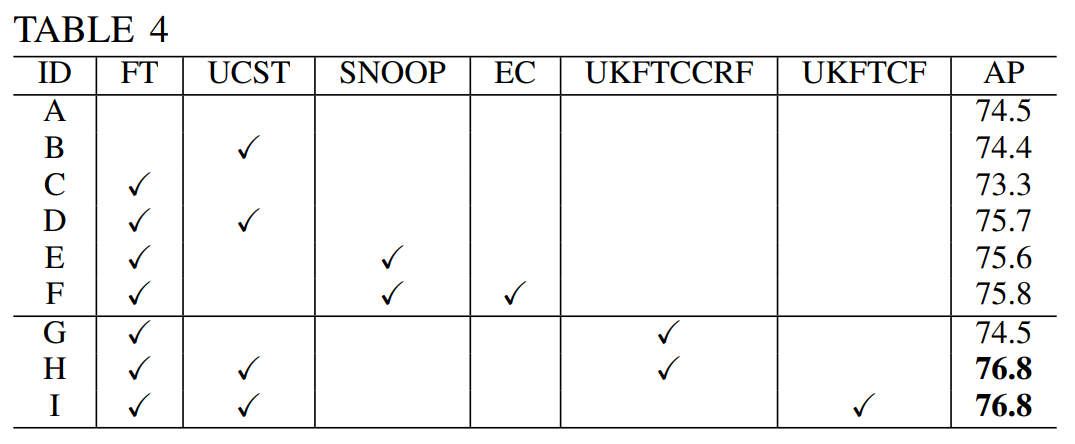 TABLE 4
ID FT UCST SNOOP EC UKFTCCRF UKFTCF AP
A 74.5
B ✓ 74.4
C ✓ 73.3
D ✓ ✓ 75.7
E ✓ ✓ 75.6
F ✓ ✓ ✓ 75.8
G ✓ ✓ 74.5
H ✓ ✓ ✓ 76.8
I ✓ ✓ ✓ 76.8